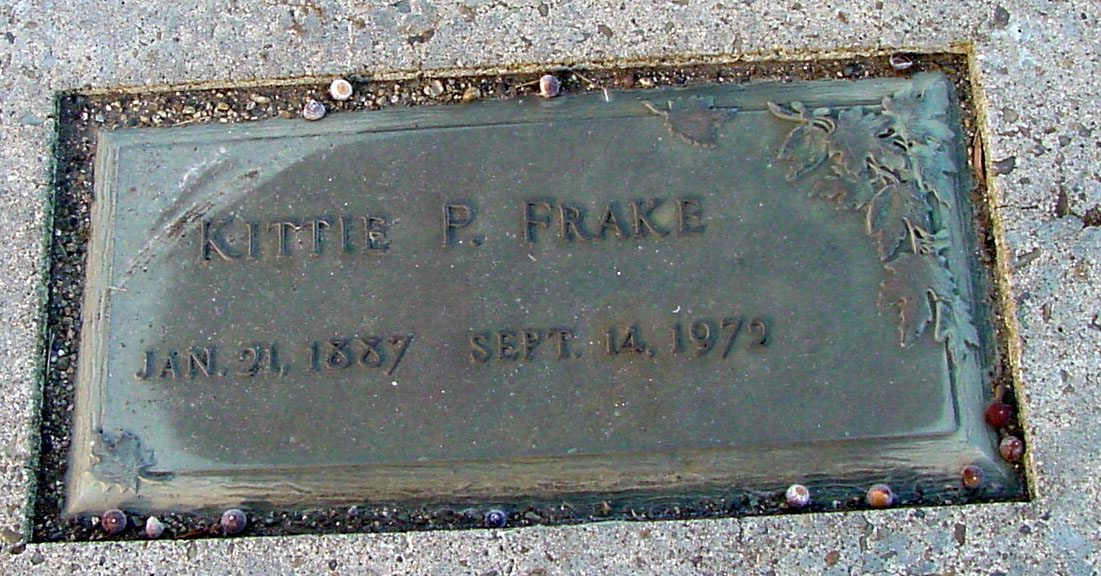 KITTIE P. FRAKE
JAN. 21, 1887 SEPT. 14, 1972